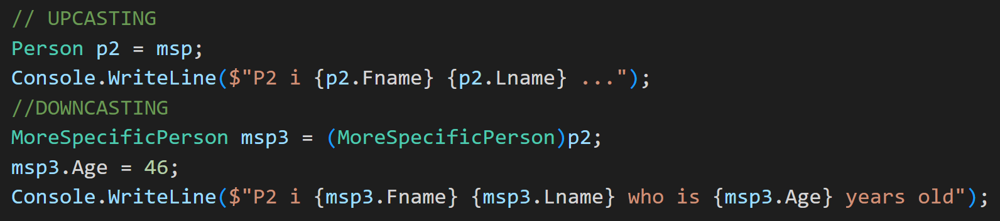 // UPCASTING
Person p2 = msp;
Console.WriteLine($"P2 i {p2.Fname} {p2.Lname} ...");
//DOWNCASTING
MoreSpecificPerson msp3 = (MoreSpecificPerson)p2;
msp3.Age = 46;
Console.WriteLine($"P2 i {msp3.Fname} {msp3.Lname} who is {msp3.Age} years old");